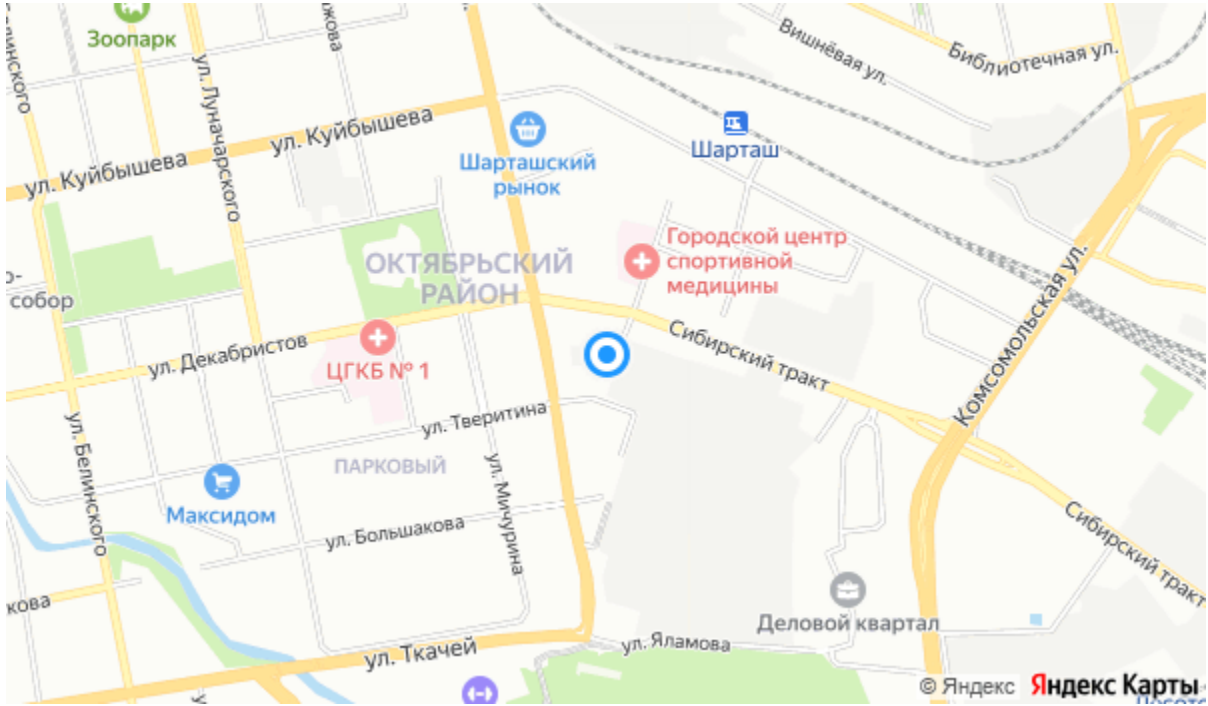 Зоопарк
ул. Луначарского
Вишнёвая ул.
Библиотечная ул.
ул. Куйбышева
ул. Куйбышева
Шарташский
рынок
Шарташ
Городской центр
спортивной
медицины
ОКТЯБРЬСКИЙ
РАЙОН
собор
ул. Декабристов
ЦГКБ № 1
Сибирский тракт
Комсомольская ул.
ул. Тверитина
ПАРКОВЫЙ
ул. Белинского
ул. Мичурина
Максидом
ул. Большакова
Сибирский тракт
Деловой квартал
ул. Ткачей
ул. Яламова
© Яндекс Яндекс Карты